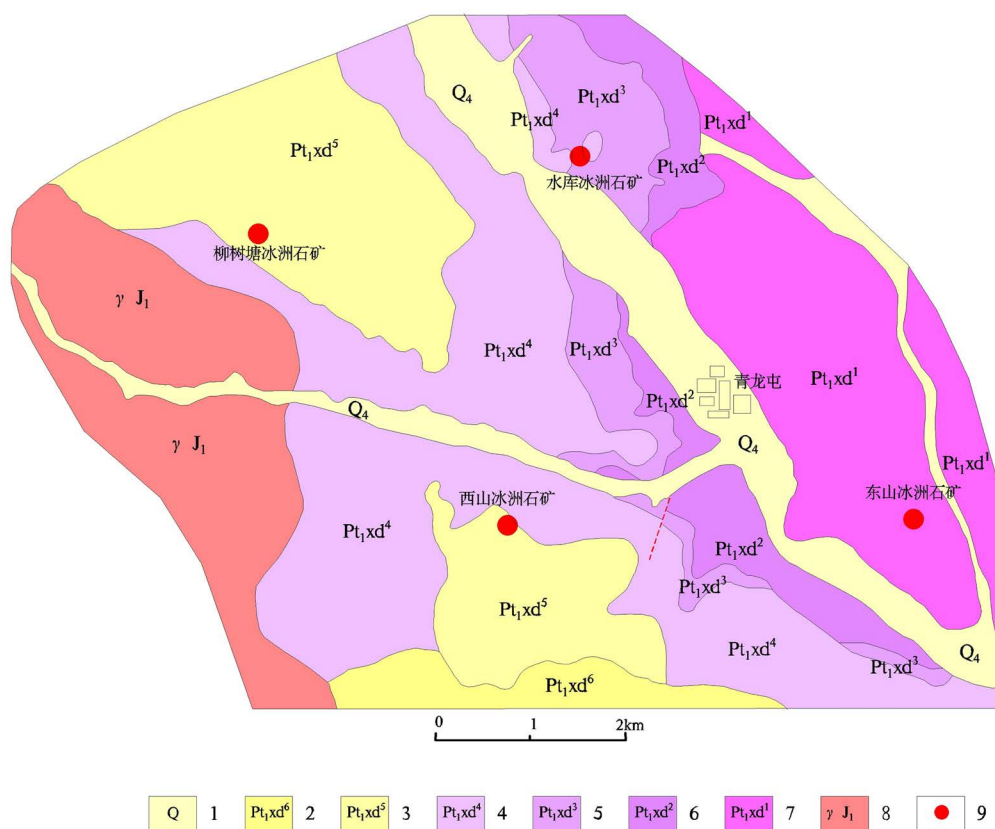 Q₄
Pt₁xd³
Pt₁xd⁴
Pt₁xd¹
Pt₁xd⁵
Pt₁xd²
水库冰洲石矿
柳树塘冰洲石矿
γ J₁
Pt₁xd⁴
Pt₁xd³
青龙屯
Pt₁xd¹
Pt₁xd²
Q₄
γ J₁
Q₄
Pt₁xd¹
西山冰洲石矿
东山冰洲石矿
Pt₁xd⁴
Pt₁xd²
Pt₁xd³
Pt₁xd⁵
Pt₁xd⁴
Q₄
Pt₁xd³
Pt₁xd⁶
0 1 2km
Q 1 Pt₁xd⁶ 2 Pt₁xd⁵ 3 Pt₁xd⁴ 4 Pt₁xd³ 5 Pt₁xd² 6 Pt₁xd¹ 7 γ J₁ 8 9